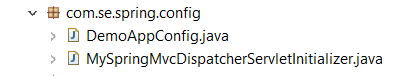 com.se.spring.config
DemoAppConfig.java
MySpringMvcDispatcherServletInitializer.java